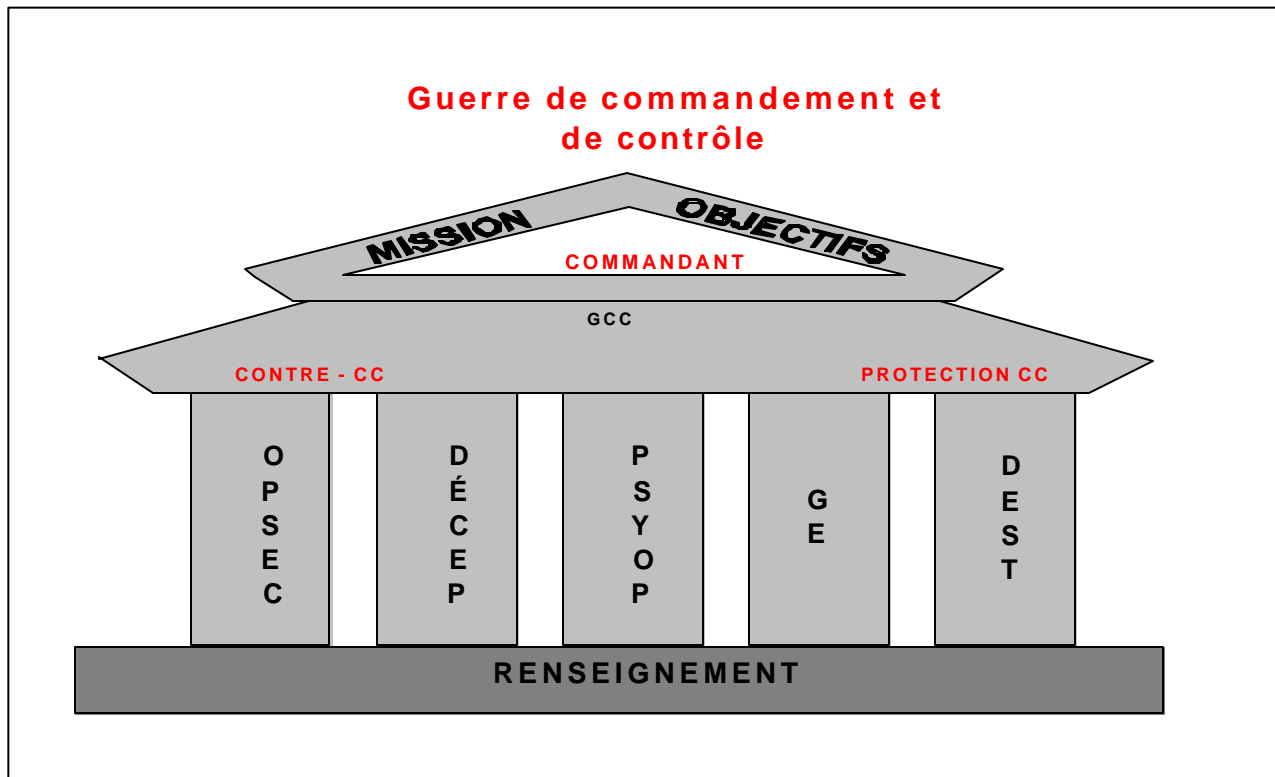 Guerre de commandement et
de contrôle
MISSION
OBJECTIFS
COMMANDANT
GCC
CONTRE - CC
PROTECTION CC
OPSEC
DÉCEP
PSYOP
GE
DEST
RENSEIGNEMENT